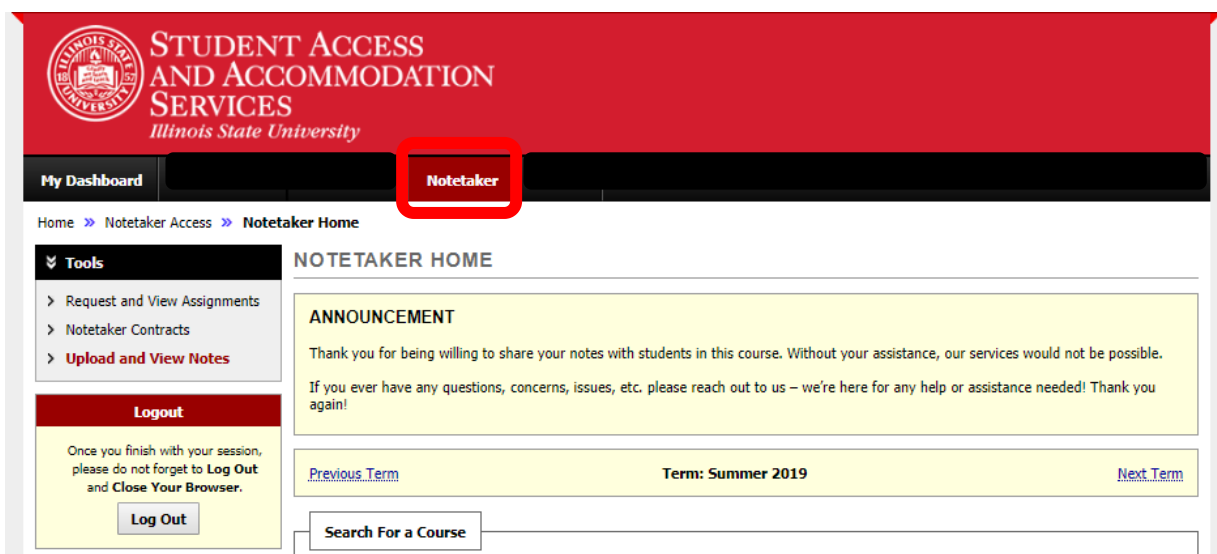 STUDENT ACCESS
AND ACCOMMODATION
SERVICES
Illinois State University
ILLINOIS STATE
18 57
UNIVERSITY
My Dashboard
Notetaker
Home » Notetaker Access » Notetaker Home
Tools
Request and View Assignments
Notetaker Contracts
Upload and View Notes
Logout
Once you finish with your session,
please do not forget to Log Out
and Close Your Browser.
Log Out
NOTETAKER HOME
ANNOUNCEMENT
Thank you for being willing to share your notes with students in this course. Without your assistance, our services would not be possible.
If you ever have any questions, concerns, issues, etc. please reach out to us – we're here for any help or assistance needed! Thank you
again!
Previous Term
Term: Summer 2019
Next Term
Search For a Course